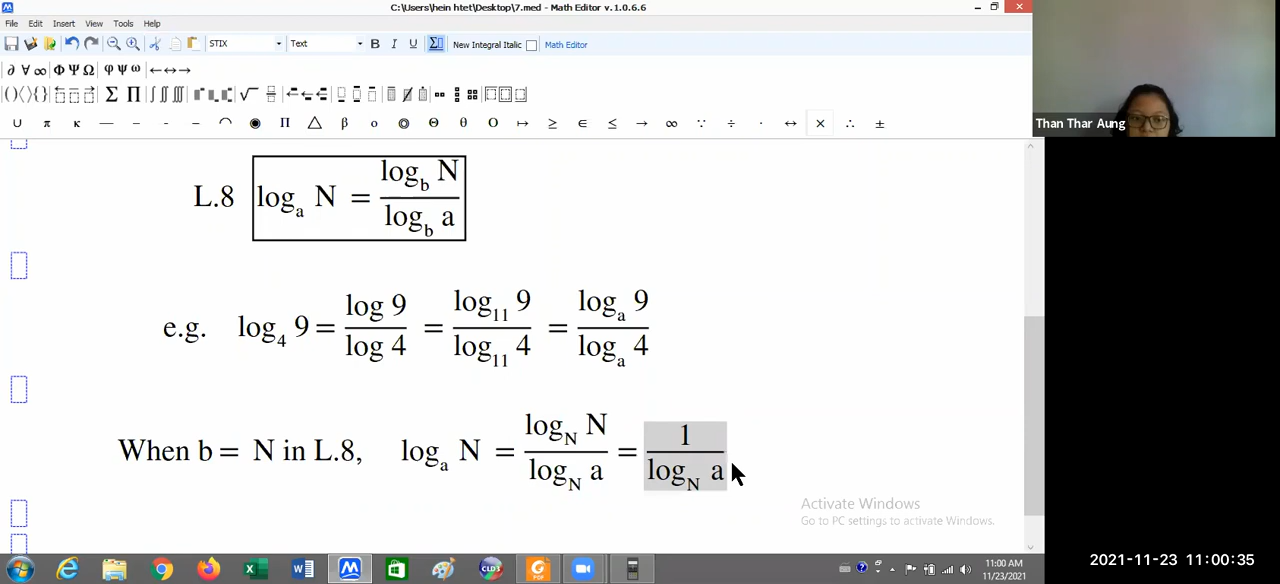 C:\Users\hein htet\Desktop\7.med - Math Editor v.1.0.6.6
File Edit Insert View Tools Help
STIX Text B I U Σ New Integral Italic Math Editor
∂ ∀ ∞ Φ Ψ Ω φ ψ ω ←↔→
()⟨⟩{} Σ Π ∫ ∬ ∭
∪ π κ — – - – ⌒ ◉ Π △ β o ⊚ Θ θ O ↦ ≥ ∈ ≤ → ∞ ∵ ÷ · ↔ × ∴ ±
Than Thar Aung
L.8 log_a N = (log_b N)/(log_b a)
e.g. log_4 9 = (log 9)/(log 4) = (log_11 9)/(log_11 4) = (log_a 9)/(log_a 4)
When b = N in L.8, log_a N = (log_N N)/(log_N a) = 1/(log_N a)
Activate Windows
Go to PC settings to activate Windows.
CLD3
PDF
11:00 AM
11/23/2021
2021-11-23 11:00:35